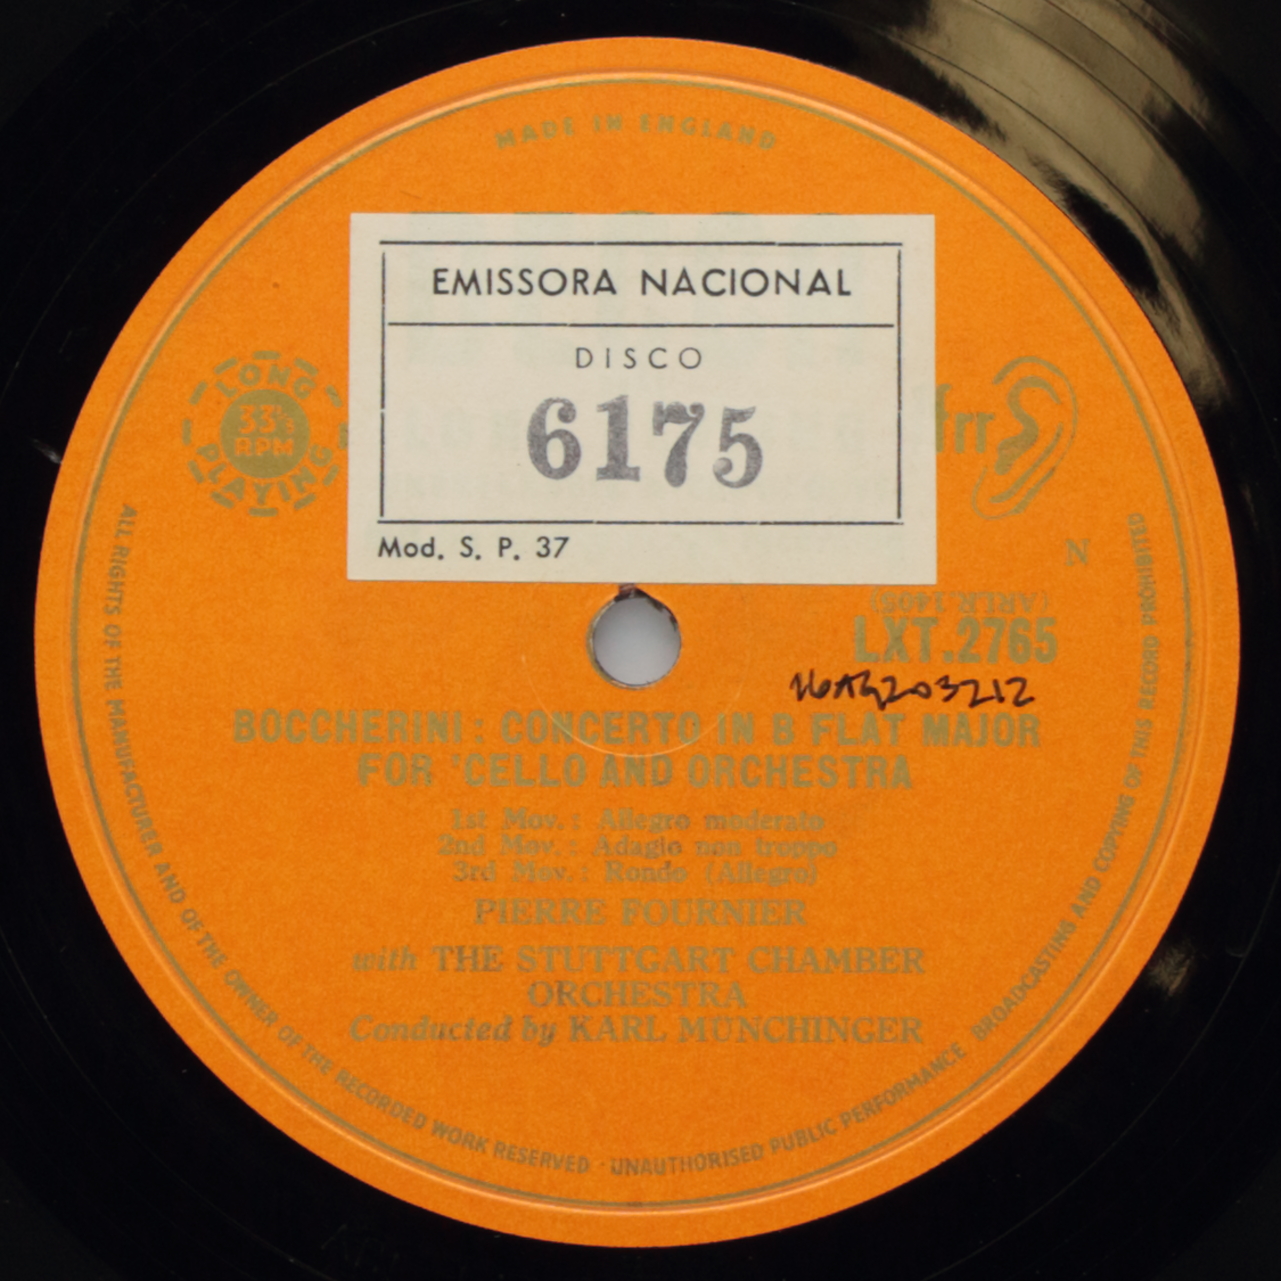 MADE IN ENGLAND
EMISSORA NACIONAL
DISCO
6175
Mod. S. P. 37
LONG
33⅓
RPM
PLAYING
ffrr
N
(ARLR.1405)
LXT.2765
BOCCHERINI : CONCERTO IN B FLAT MAJOR
FOR 'CELLO AND ORCHESTRA
1st Mov. : Allegro moderato
2nd Mov. : Adagio non troppo
3rd Mov. : Rondo (Allegro)
PIERRE FOURNIER
with THE STUTTGART CHAMBER
ORCHESTRA
Conducted by KARL MÜNCHINGER
ALL RIGHTS OF THE MANUFACTURER AND OF THE OWNER OF THE RECORDED WORK RESERVED · UNAUTHORISED PUBLIC PERFORMANCE BROADCASTING AND COPYING OF THIS RECORD PROHIBITED